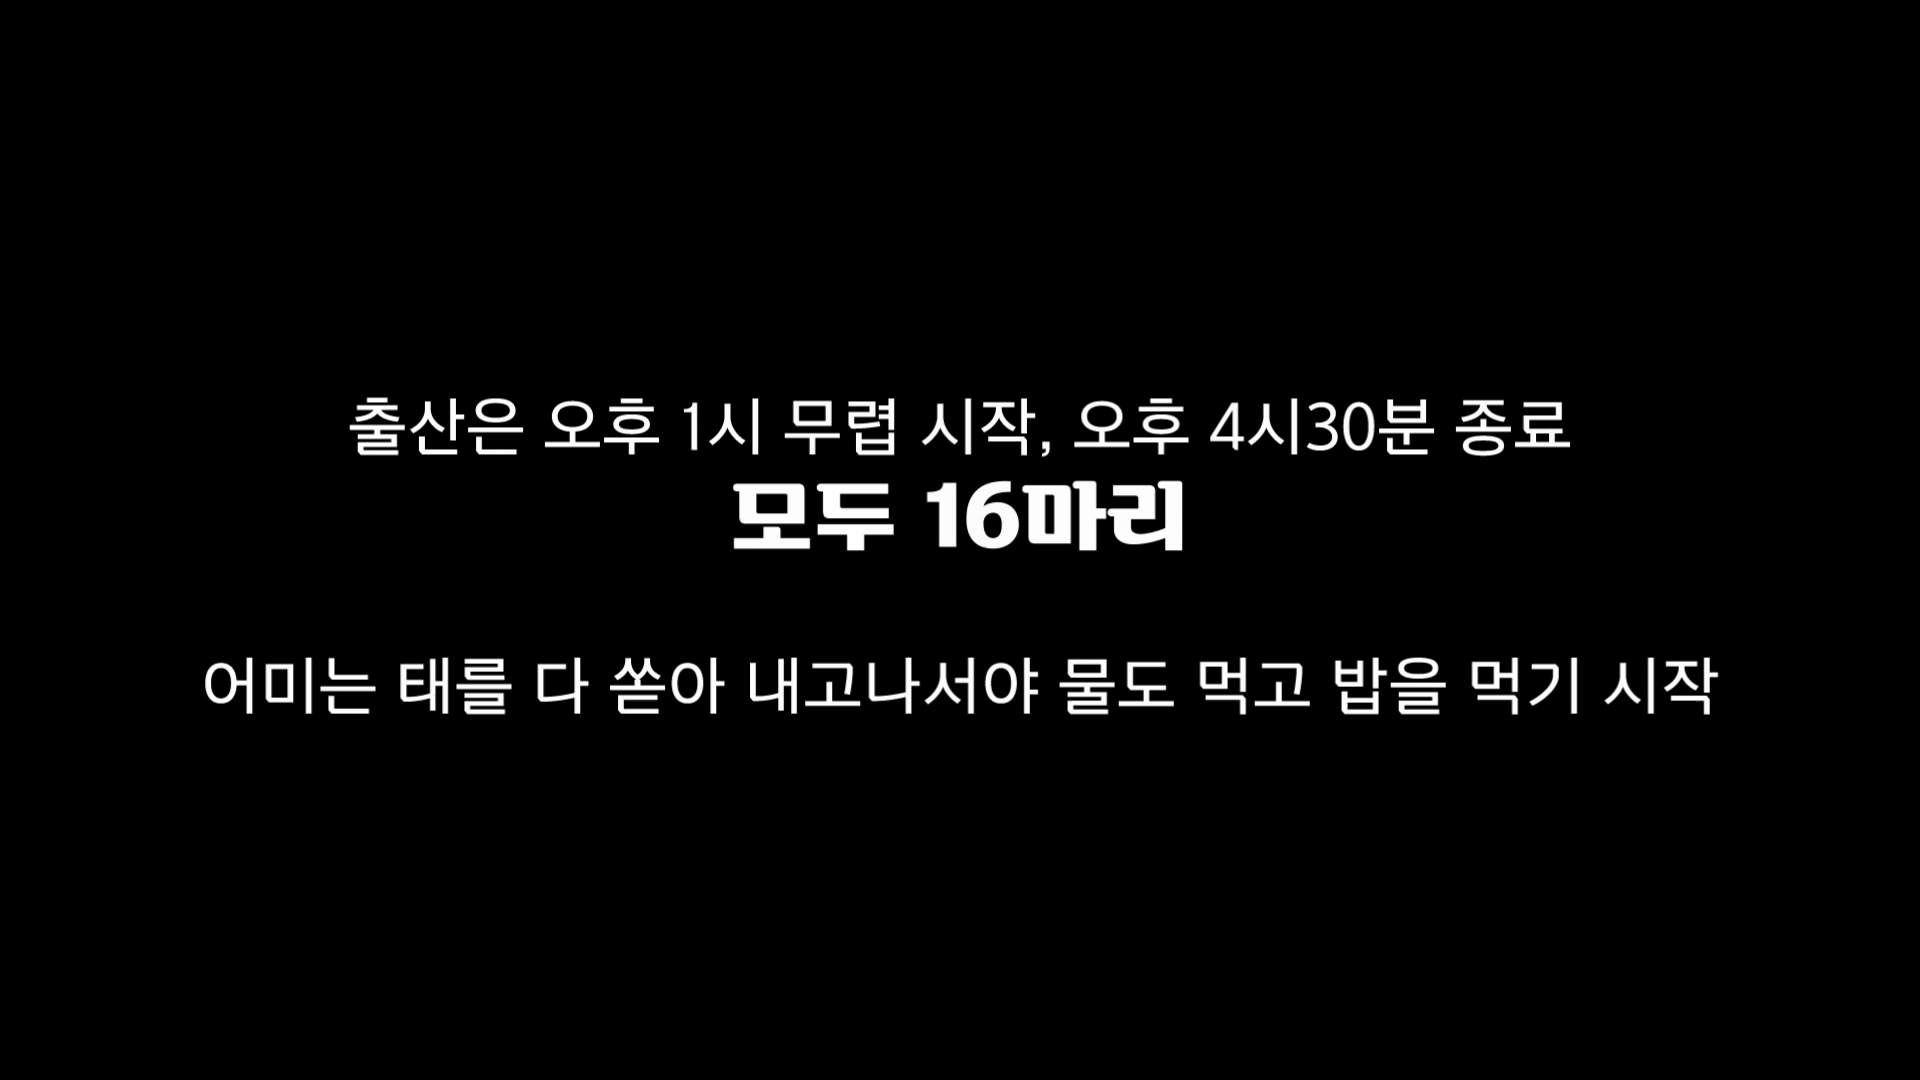 출산은 오후 1시 무렵 시작, 오후 4시30분 종료
모두 16마리
어미는 태를 다 쏟아 내고나서야 물도 먹고 밥을 먹기 시작